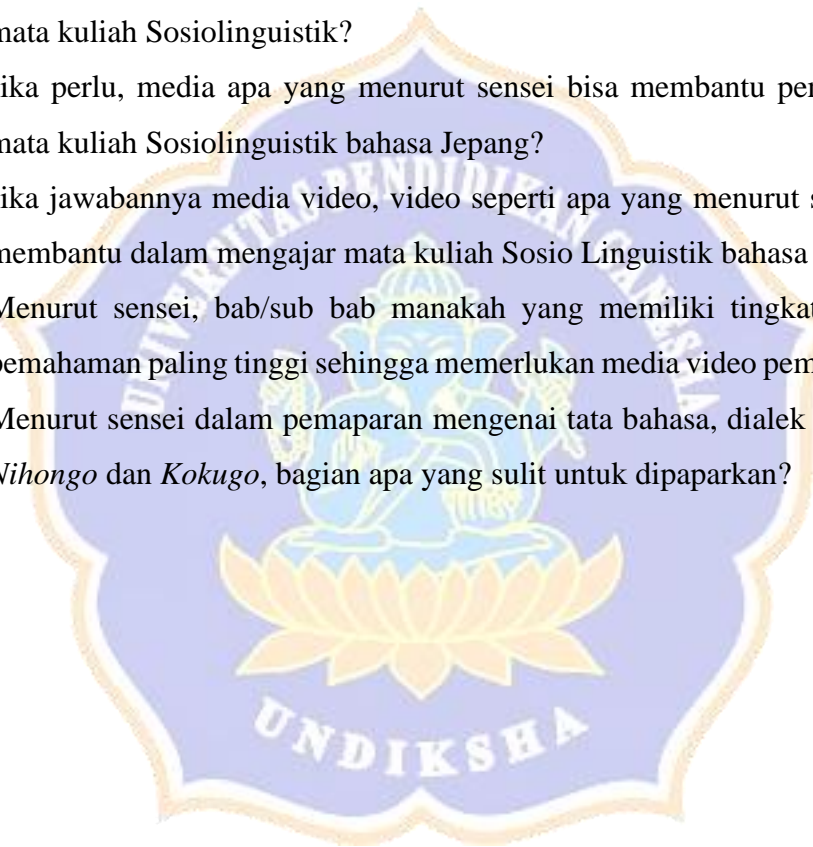 mata kuliah Sosiolinguistik?
ika perlu, media apa yang menurut sensei bisa membantu
mata kuliah Sosiolinguistik bahasa Jepang?
ika jawabannya media video, video seperti apa yang menurut
membantu dalam mengajar mata kuliah Sosio Linguistik bahasa
Menurut sensei, bab/sub bab manakah yang memiliki tingkat
pemahaman paling tinggi sehingga memerlukan media video
Menurut sensei dalam pemaparan mengenai tata bahasa, dialek
Nihongo dan Kokugo, bagian apa yang sulit untuk dipaparkan?
UNIVERSITAS PENDIDIKAN GANESHA
UNDIKSHA